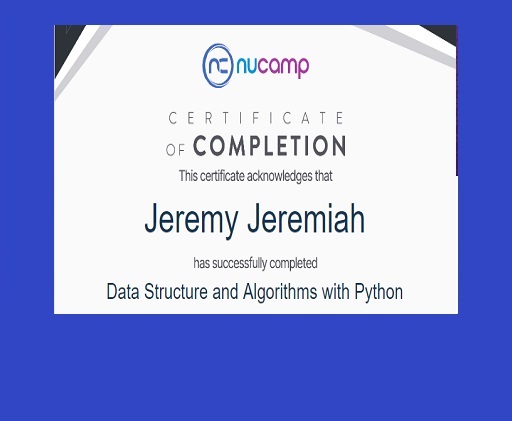 nc nucamp
CERTIFICATE
OF COMPLETION
This certificate acknowledges that
Jeremy Jeremiah
has successfully completed
Data Structure and Algorithms with Python